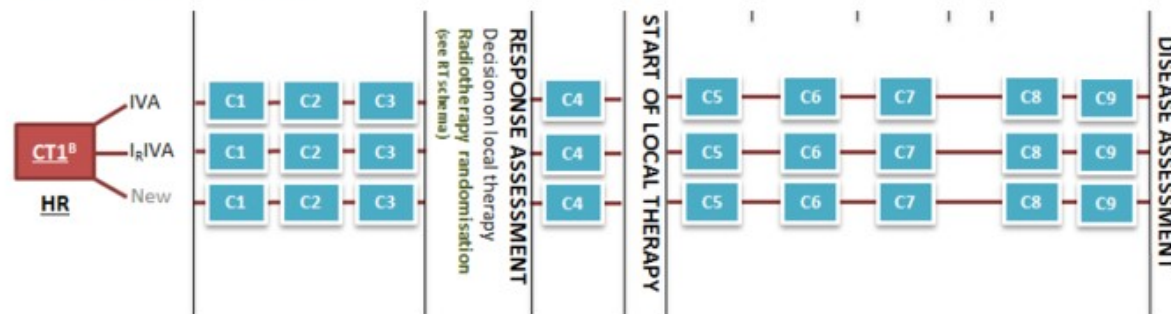 CT1ᴮ
HR
IVA
IᵣIVA
New
C1 C2 C3
C1 C2 C3
C1 C2 C3
RESPONSE ASSESSMENT
Decision on local therapy
Radiotherapy randomisation
(see RT schema)
C4
C4
C4
START OF LOCAL THERAPY
C5 C6 C7 C8 C9
C5 C6 C7 C8 C9
C5 C6 C7 C8 C9
DISEASE ASSESSMENT